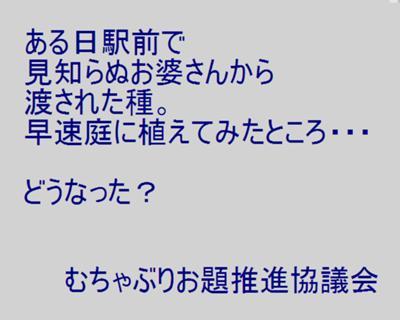 ある日駅前で
見知らぬお婆さんから
渡された種。
早速庭に植えてみたところ・・・
どうなった？
むちゃぶりお題推進協議会